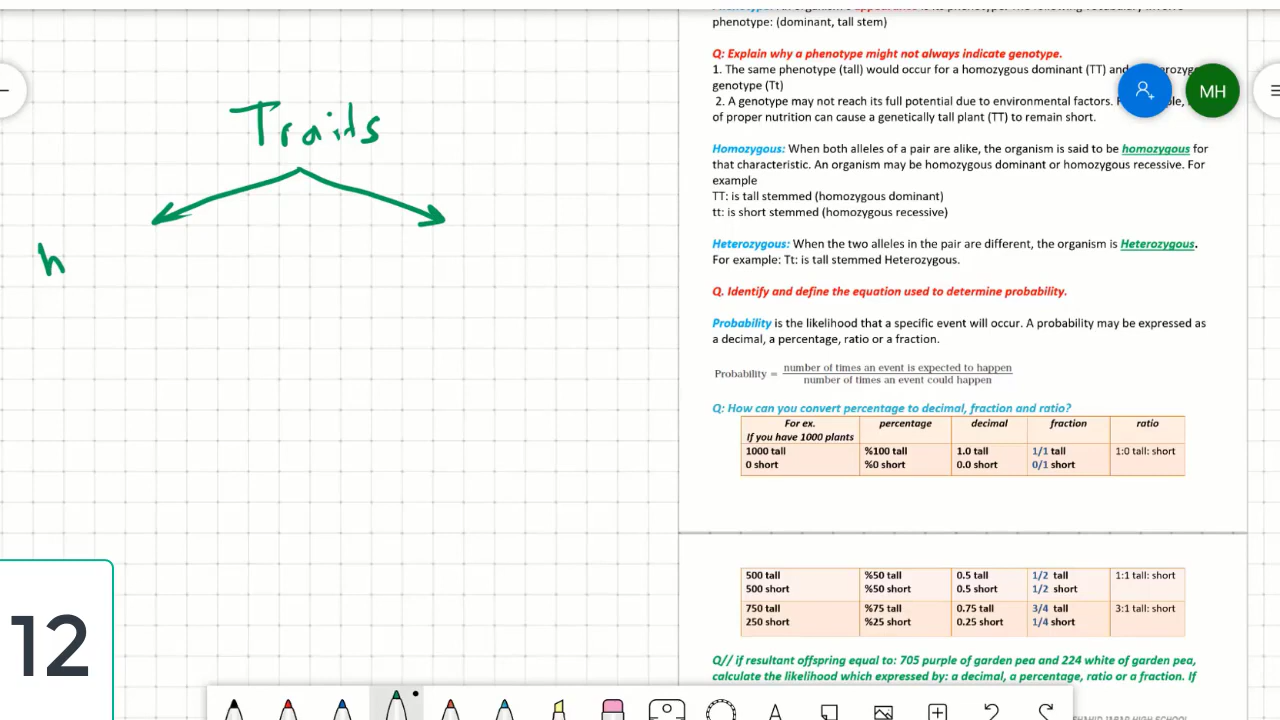 Traits
h
12
MH
phenotype: (dominant, tall stem)
Q: Explain why a phenotype might not always indicate genotype.
1. The same phenotype (tall) would occur for a homozygous dominant (TT) and
genotype (Tt)
2. A genotype may not reach its full potential due to environmental factors.
of proper nutrition can cause a genetically tall plant (TT) to remain short.
Homozygous: When both alleles of a pair are alike, the organism is said to be homozygous for
that characteristic. An organism may be homozygous dominant or homozygous recessive. For
example
TT: is tall stemmed (homozygous dominant)
tt: is short stemmed (homozygous recessive)
Heterozygous: When the two alleles in the pair are different, the organism is Heterozygous.
For example: Tt: is tall stemmed Heterozygous.
Q. Identify and define the equation used to determine probability.
Probability is the likelihood that a specific event will occur. A probability may be expressed as
a decimal, a percentage, ratio or a fraction.
Probability = number of times an event is expected to happen
number of times an event could happen
Q: How can you convert percentage to decimal, fraction and ratio?
For ex. percentage decimal fraction ratio
If you have 1000 plants
1000 tall %100 tall 1.0 tall 1/1 tall 1:0 tall: short
0 short %0 short 0.0 short 0/1 short
500 tall %50 tall 0.5 tall 1/2 tall 1:1 tall: short
500 short %50 short 0.5 short 1/2 short
750 tall %75 tall 0.75 tall 3/4 tall 3:1 tall: short
250 short %25 short 0.25 short 1/4 short
Q// if resultant offspring equal to: 705 purple of garden pea and 224 white of garden pea,
calculate the likelihood which expressed by: a decimal, a percentage, ratio or a fraction. If